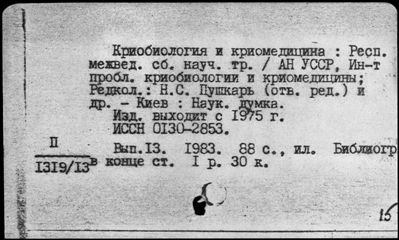 Криобиология и криомедицина : Респ.
межвед. сб. науч. тр. / АН УССР, Ин-т
пробл. криобиологии и криомедицины;
Редкол.: Н.С. Пушкарь (отв. ред.) и
др. - Киев : Наук. думка.
Изд. выходит с 1975 г.
ИССН 0130-2853.
П
1319/13
Вып.13. 1983. 88 с., ил. Библиогр
в конце ст. 1 р. 30 к.
15